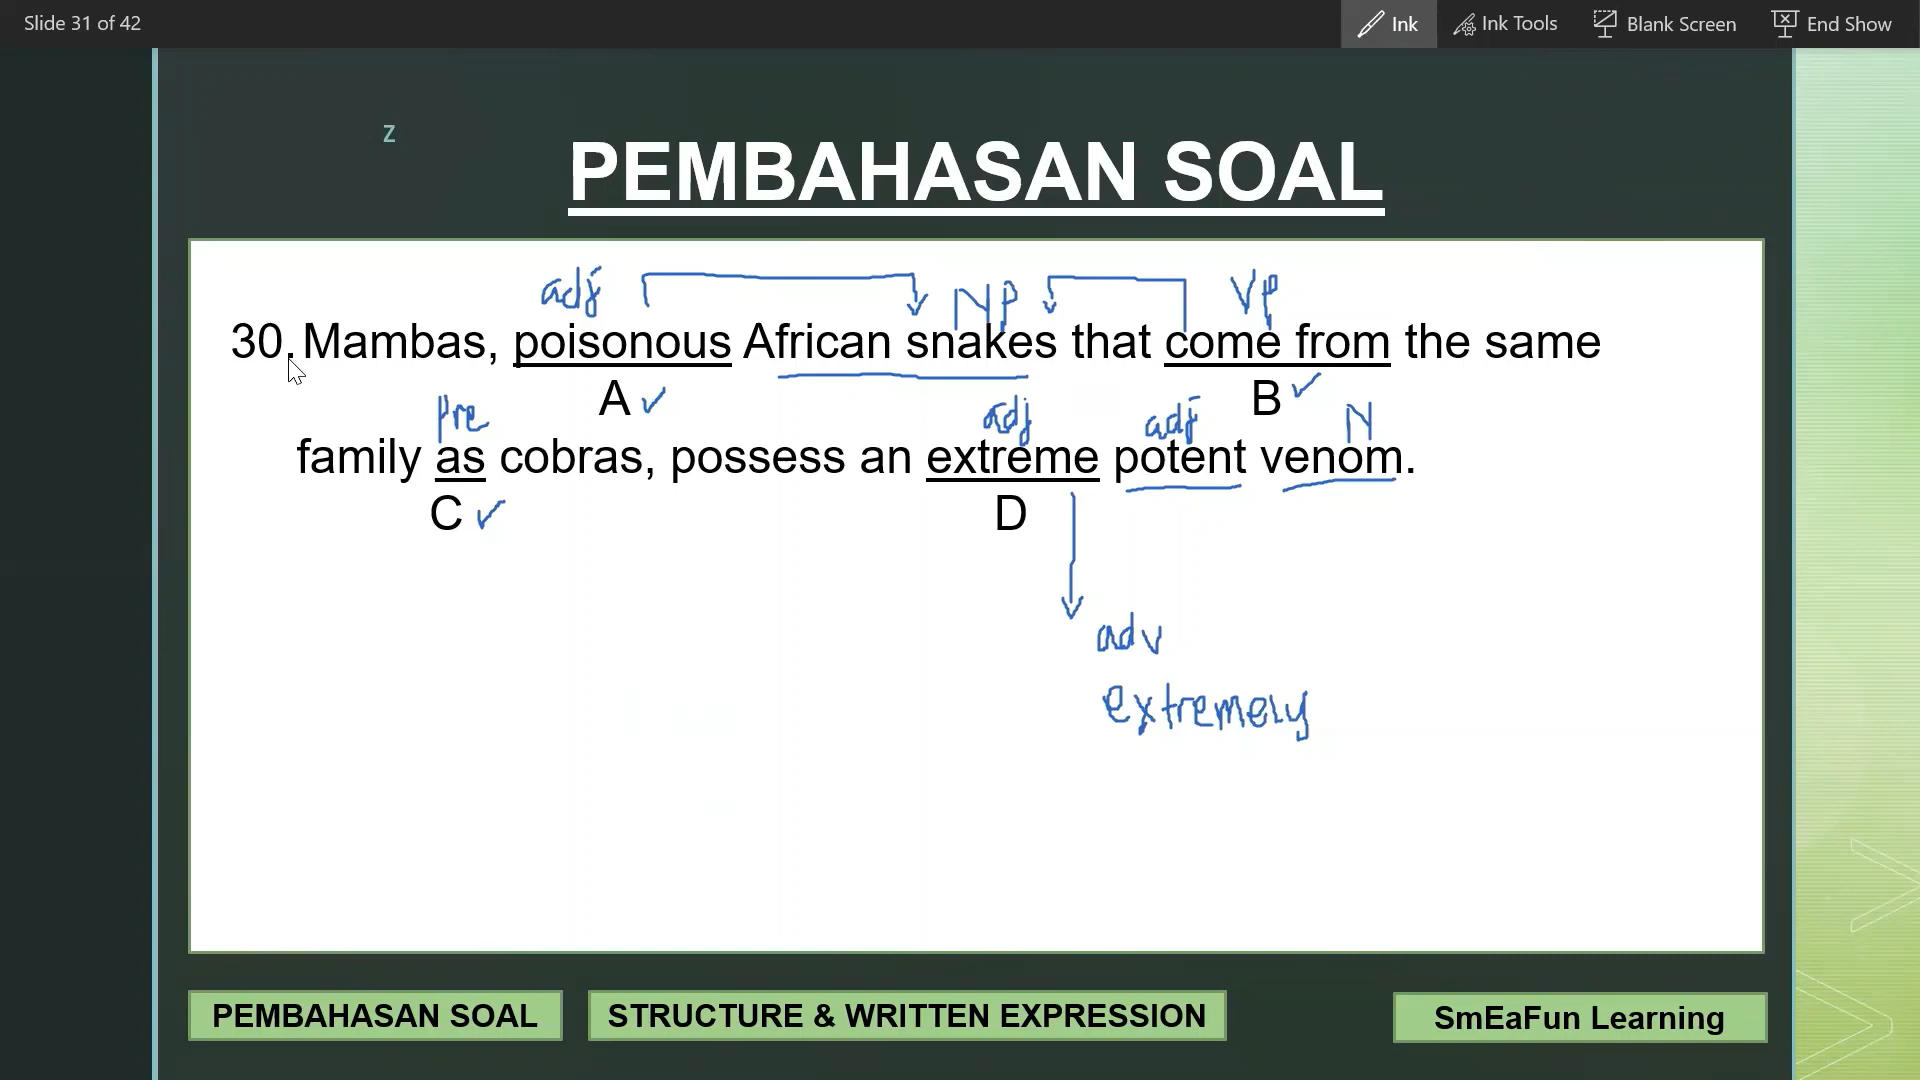 Slide 31 of 42
Ink
Ink Tools
Blank Screen
End Show
z
PEMBAHASAN SOAL
adj NP VP
30. Mambas, poisonous African snakes that come from the same
A B
Pre adj adj N
family as cobras, possess an extreme potent venom.
C D
adv
extremely
PEMBAHASAN SOAL
STRUCTURE & WRITTEN EXPRESSION
SmEaFun Learning